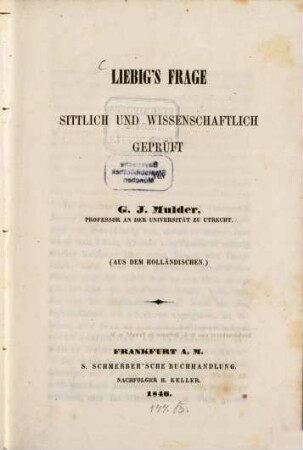 LIEBIG'S FRAGE
SITTLICH UND WISSENSCHAFTLICH
GEPRÜFT
G. J. Mulder,
PROFESSOR AN DER UNIVERSITÄT ZU UTRECHT.
(AUS DEM HOLLÄNDISCHEN.)
FRANKFURT A. M.
S. SCHMERBER'SCHE BUCHHANDLUNG.
NACHFOLGER H. KELLER.
1846.